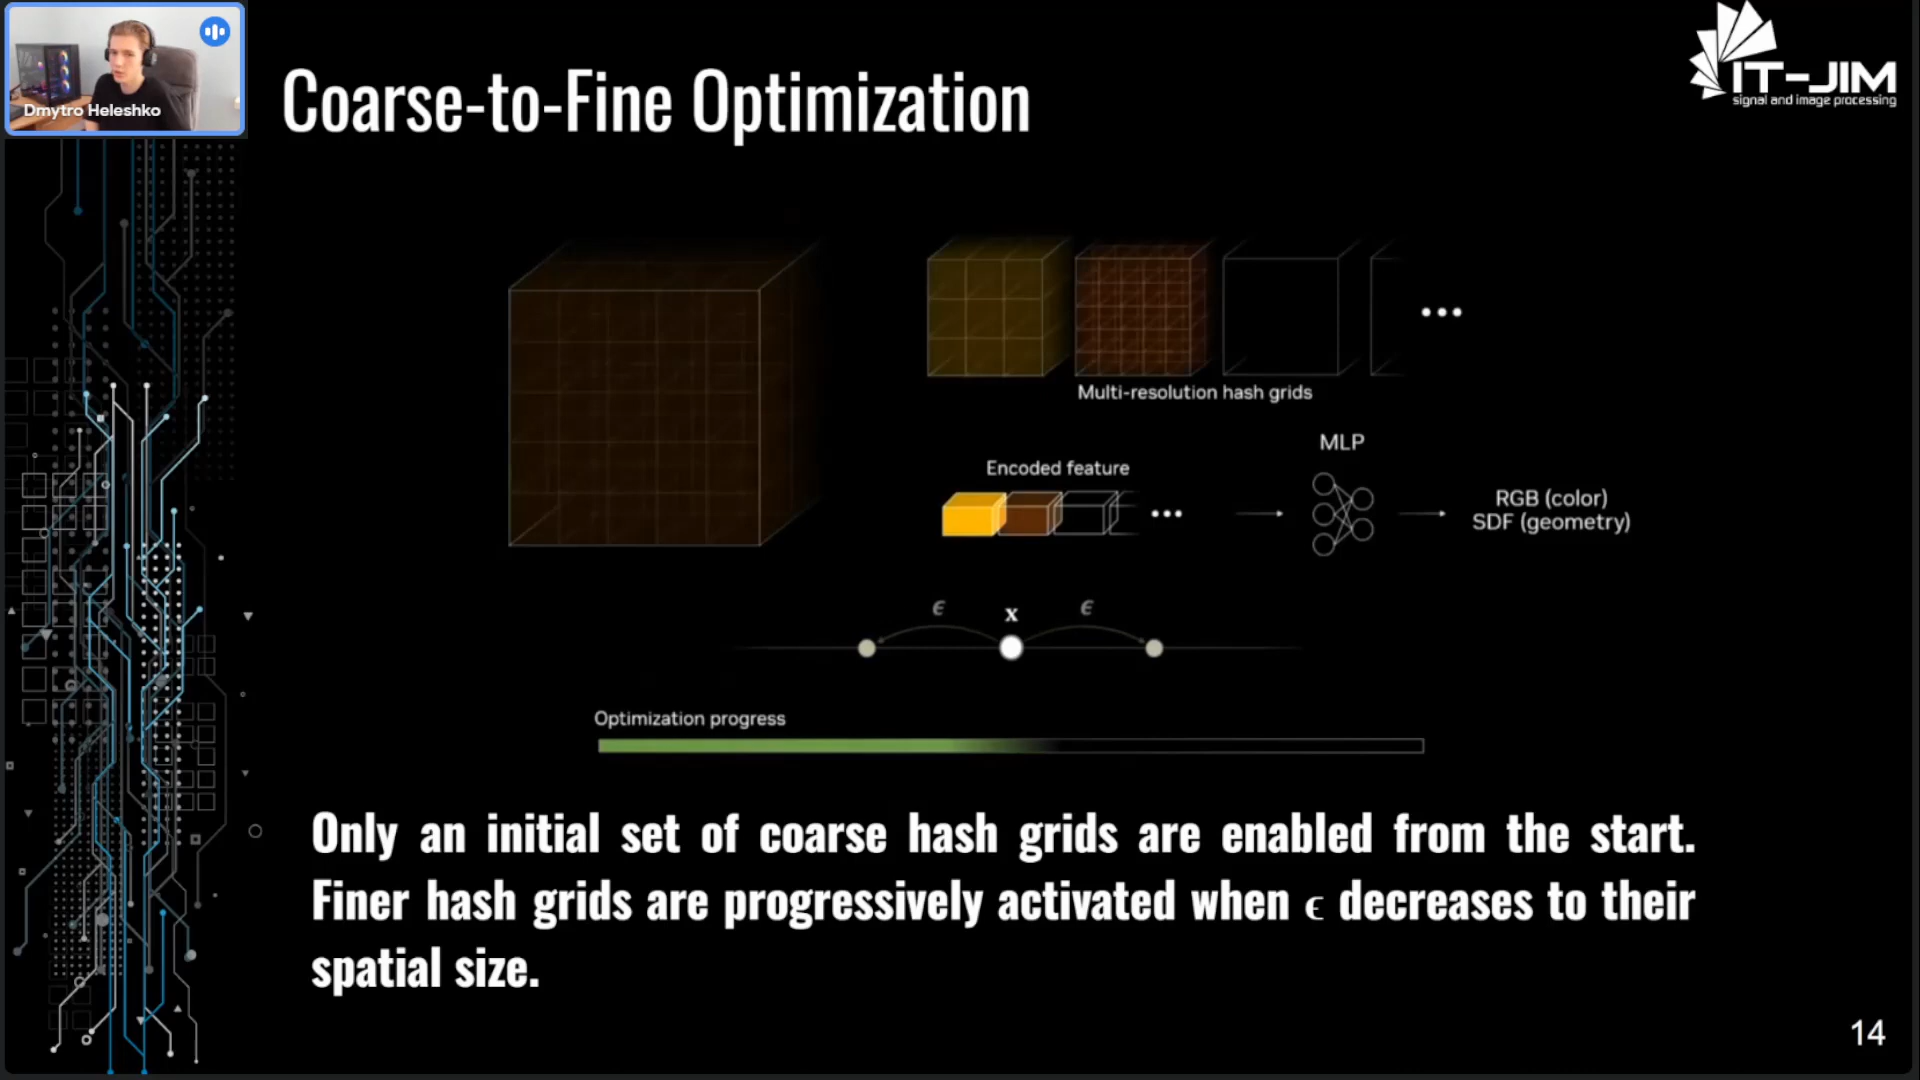 Dmytro Heleshko
Coarse-to-Fine Optimization
IT-JIM
signal and image processing
Multi-resolution hash grids
MLP
Encoded feature
RGB (color)
SDF (geometry)
ϵ x ϵ
Optimization progress
Only an initial set of coarse hash grids are enabled from the start.
Finer hash grids are progressively activated when ϵ decreases to their
spatial size.
14